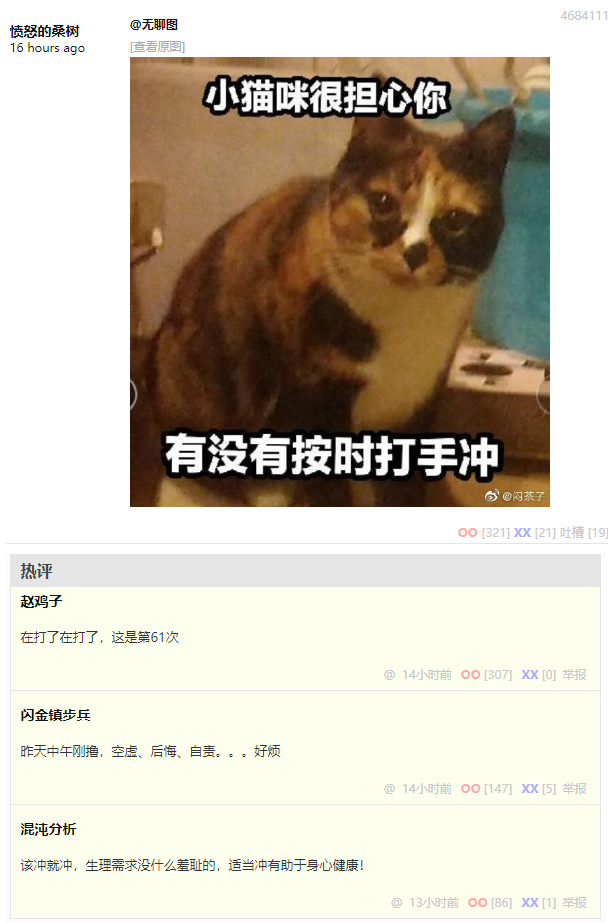 4684111
愤怒的桑树
16 hours ago
@无聊图
[查看原图]
小猫咪很担心你
有没有按时打手冲
@闷茶子
OO [321] XX [21] 吐槽 [19]
热评
赵鸡子
在打了在打了，这是第61次
@ 14小时前 OO [307] XX [0] 举报
闪金镇步兵
昨天中午刚撸，空虚、后悔、自责。。。好烦
@ 14小时前 OO [147] XX [5] 举报
混沌分析
该冲就冲，生理需求没什么羞耻的，适当冲有助于身心健康！
@ 13小时前 OO [86] XX [1] 举报